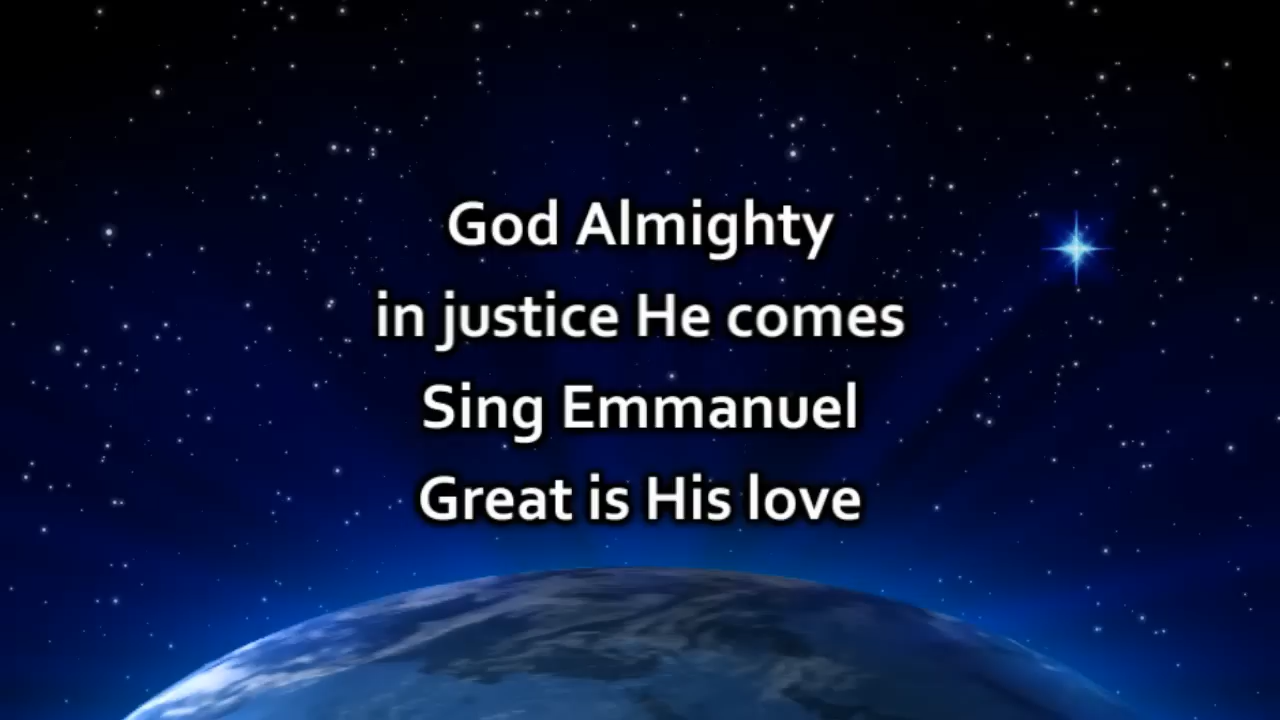 God Almighty
in justice He comes
Sing Emmanuel
Great is His love